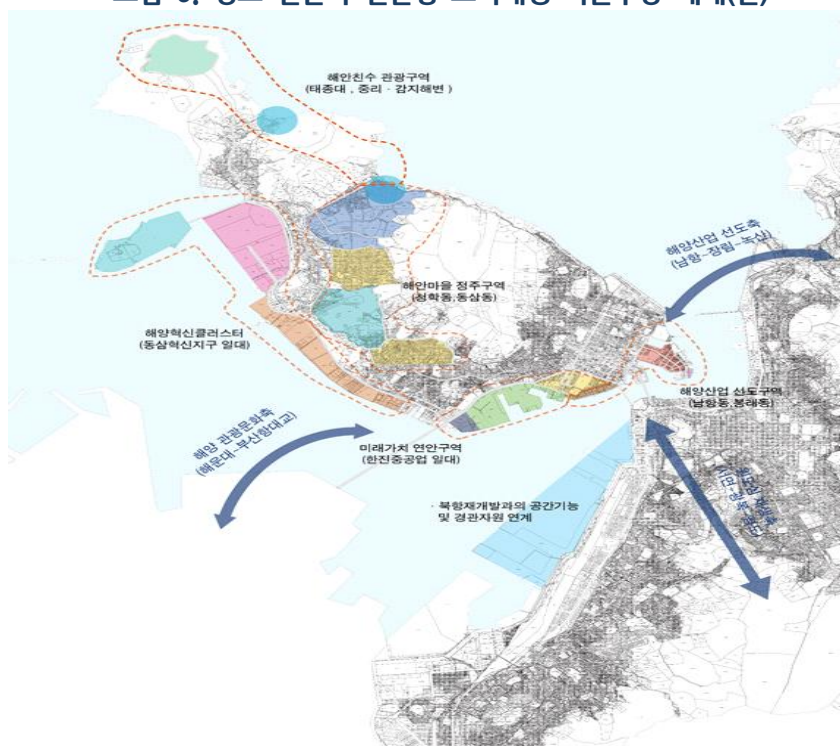 해안친수 관광구역
(태종대 , 중리 · 감지해변 )
해양산업 선도축
(남항-장림-녹산)
해안마을 정주구역
(청학동,동삼동)
해양혁신클러스터
(동삼혁신지구 일대)
해양산업 선도구역
(남항동,봉래동)
해양 관광문화축
(해운대-부산항대교)
미래가치 연안구역
(한진중공업 일대)
· 북항재개발과의 공간기능
및 경관자원 연계